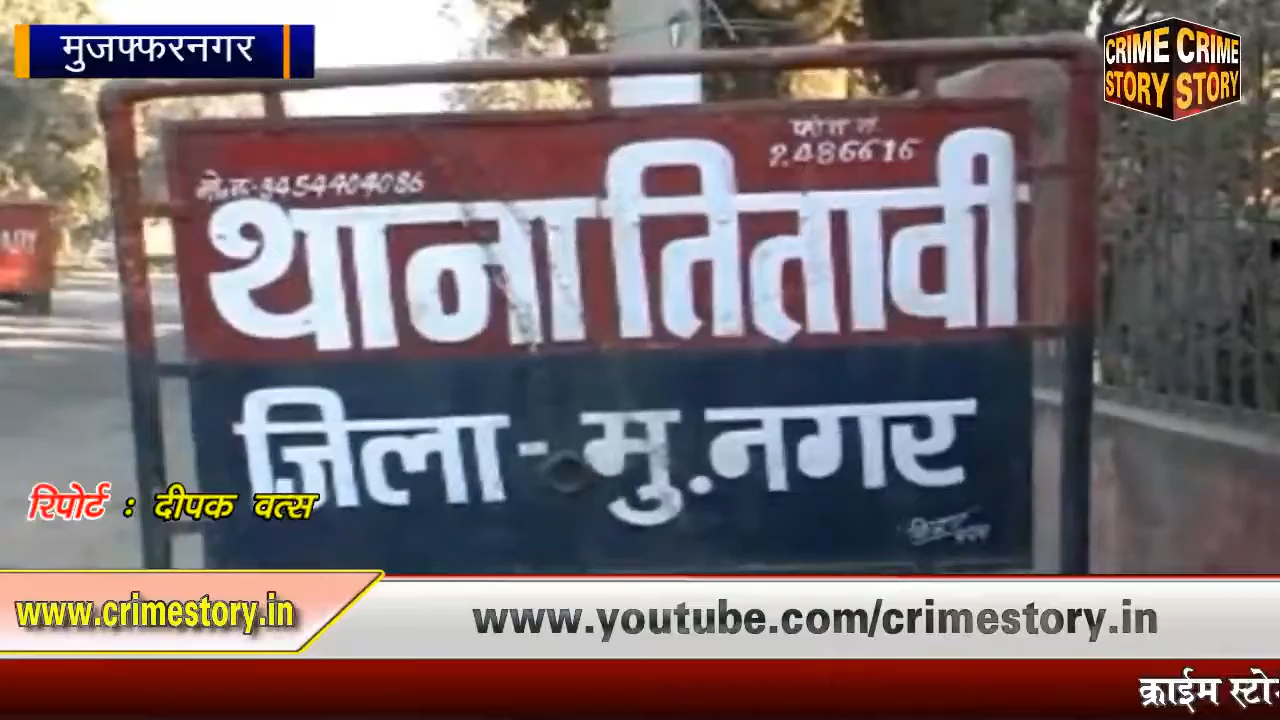 मुजफ्फरनगर
CRIME CRIME
STORY STORY
फोन नं.
2486616
मो.नं.-9454404086
थाना तितावी
जिला - मु.नगर
रिपोर्ट : दीपक वत्स
www.crimestory.in
www.youtube.com/crimestory.in
क्राईम